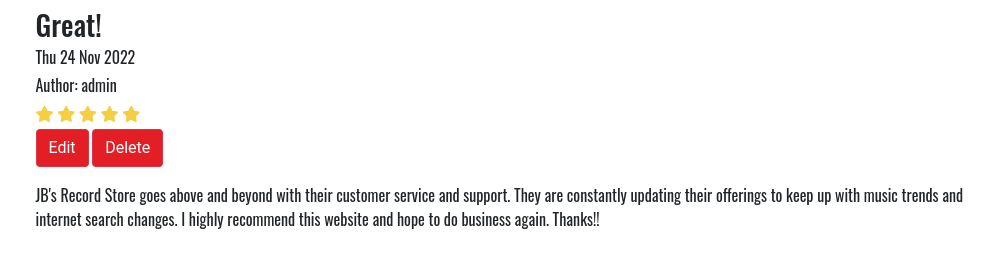 Great!
Thu 24 Nov 2022
Author: admin
Edit Delete
JB's Record Store goes above and beyond with their customer service and support. They are constantly updating their offerings to keep up with music trends and
internet search changes. I highly recommend this website and hope to do business again. Thanks!!